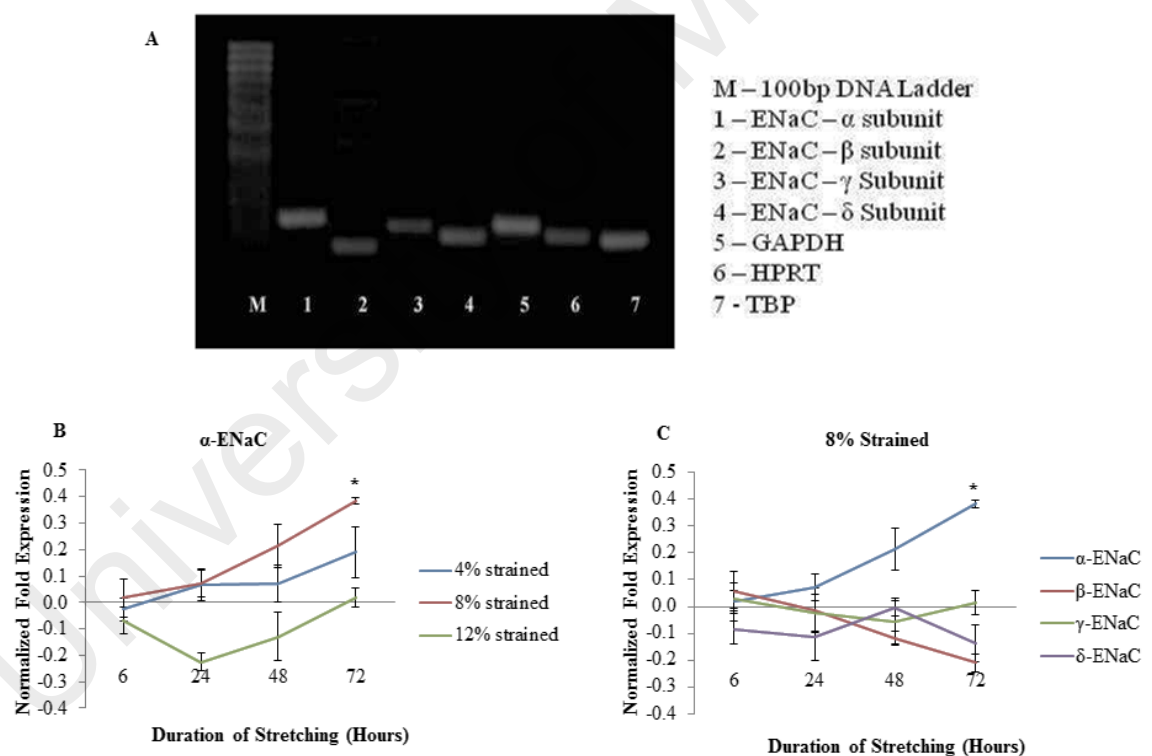 A
M – 100bp DNA Ladder
1 – ENaC – α subunit
2 – ENaC – β subunit
3 – ENaC – γ Subunit
4 – ENaC – δ Subunit
5 – GAPDH
6 – HPRT
7 - TBP
M 1 2 3 4 5 6 7
B
α-ENaC
Normalized Fold Expression
0.5
0.4
0.3
0.2
0.1
0.0
-0.1
-0.2
-0.3
-0.4
*
6 24 48 72
Duration of Stretching (Hours)
4% strained
8% strained
12% strained
C
8% Strained
Normalized Fold Expression
0.5
0.4
0.3
0.2
0.1
0.0
-0.1
-0.2
-0.3
-0.4
*
6 24 48 72
Duration of Stretching (Hours)
α-ENaC
β-ENaC
γ-ENaC
δ-ENaC